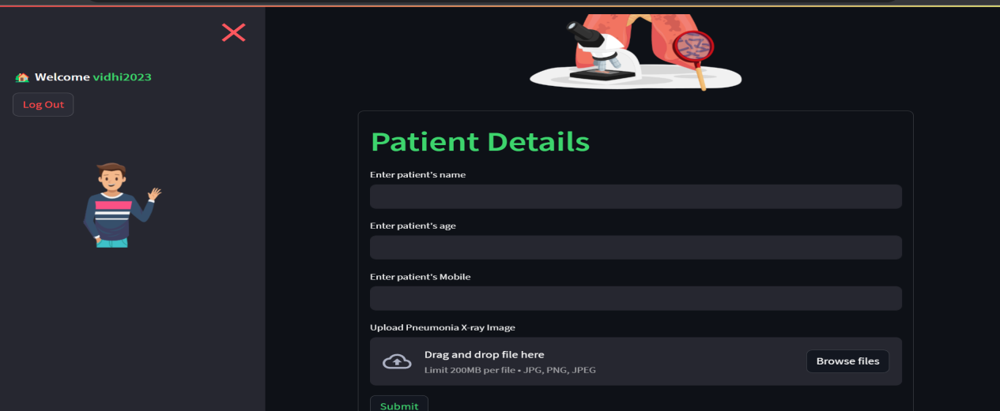 Welcome vidhi2023
Log Out
Patient Details
Enter patient's name
Enter patient's age
Enter patient's Mobile
Upload Pneumonia X-ray Image
Drag and drop file here
Limit 200MB per file • JPG, PNG, JPEG
Browse files
Submit